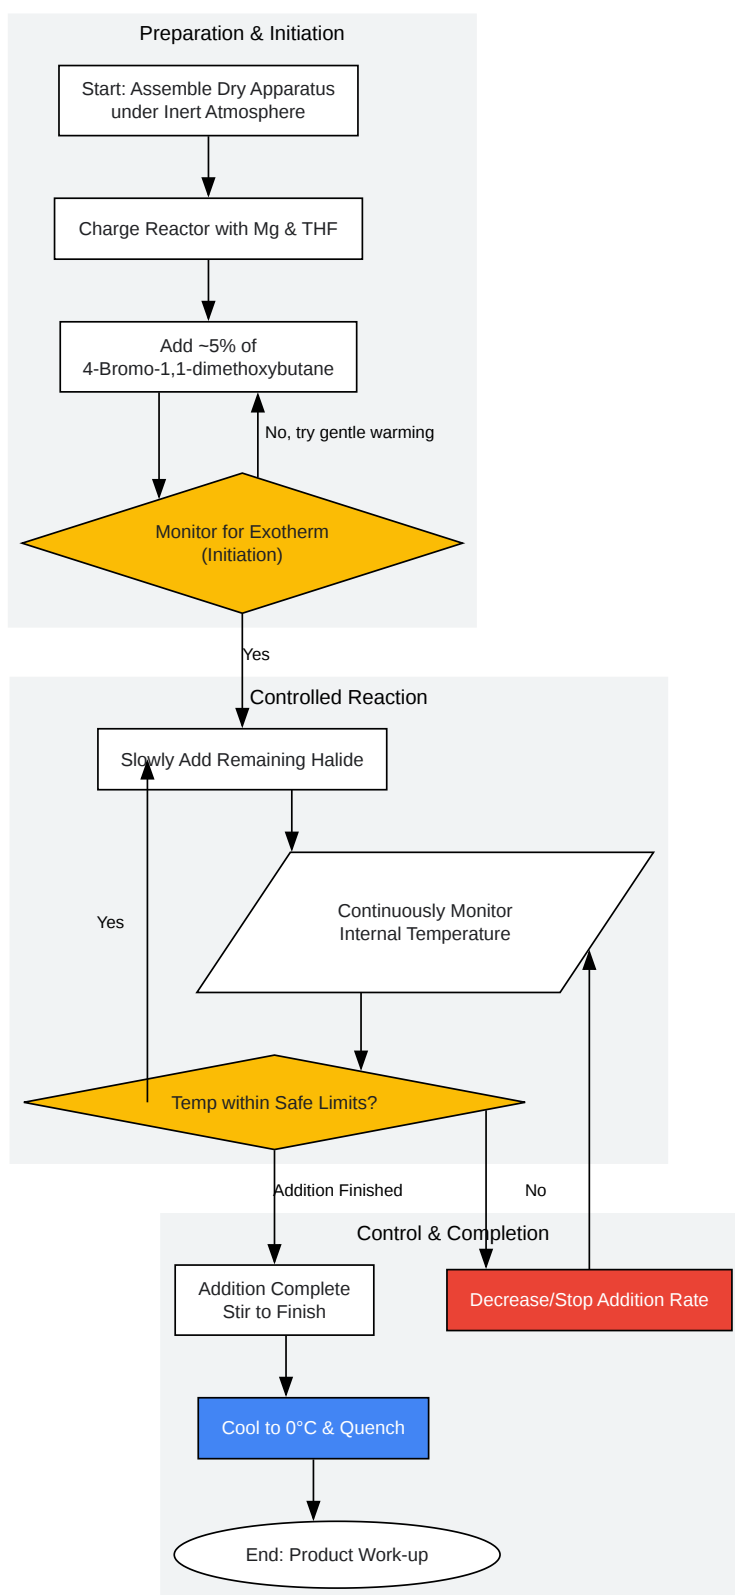 Preparation & Initiation
Start: Assemble Dry Apparatus
under Inert Atmosphere
Charge Reactor with Mg & THF
Add ~5% of
4-Bromo-1,1-dimethoxybutane
No, try gentle warming
Monitor for Exotherm
(Initiation)
Yes
Controlled Reaction
Slowly Add Remaining Halide
Continuously Monitor
Internal Temperature
Yes
Temp within Safe Limits?
Addition Finished
No
Control & Completion
Addition Complete
Stir to Finish
Decrease/Stop Addition Rate
Cool to 0°C & Quench
End: Product Work-up